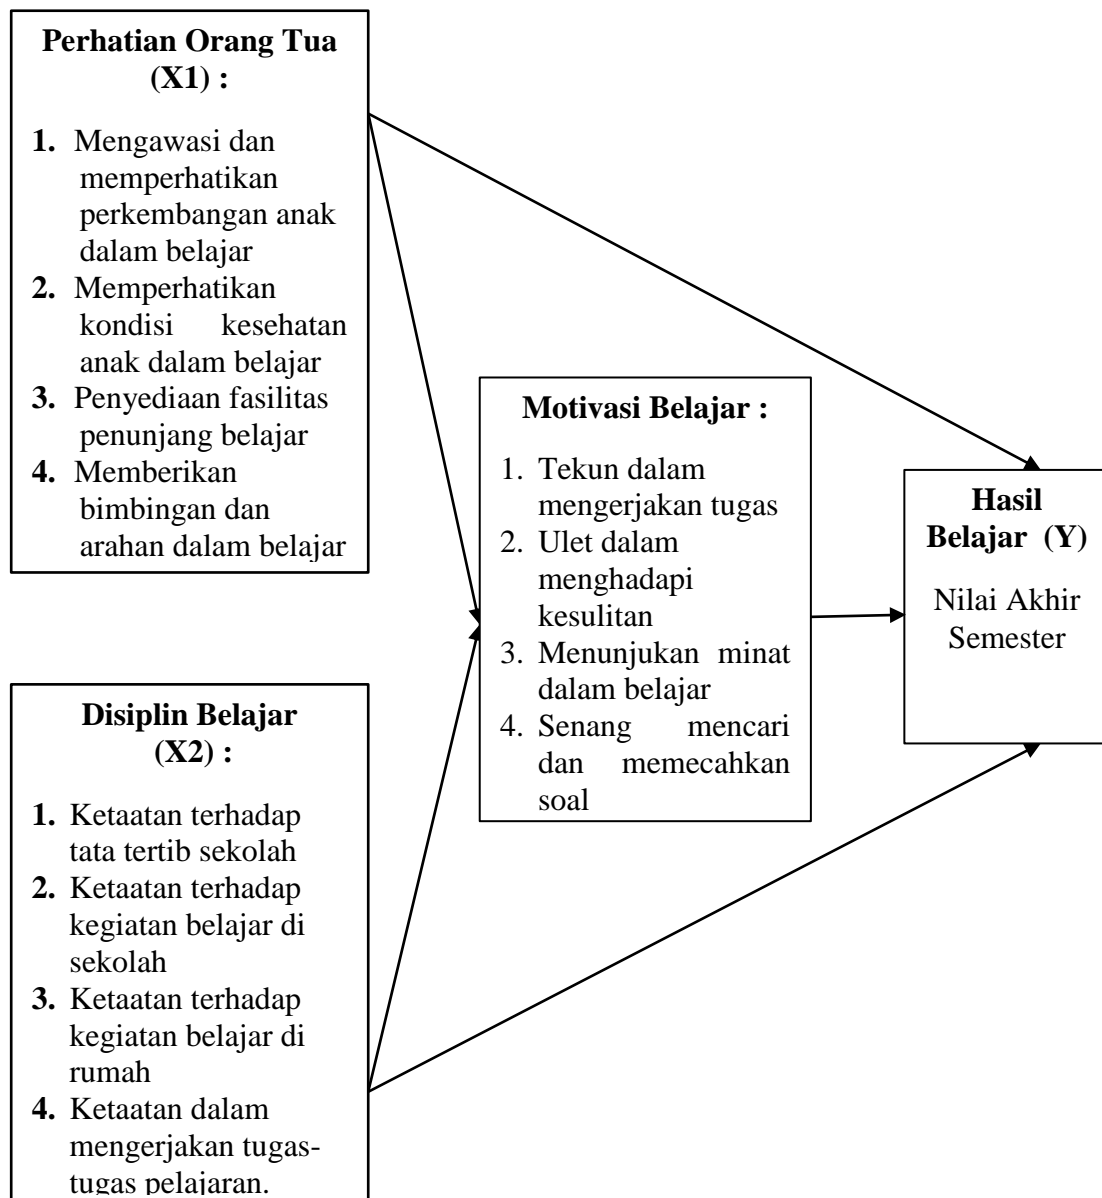 Perhatian Orang Tua
(X1) :
1. Mengawasi dan
memperhatikan
perkembangan anak
dalam belajar
2. Memperhatikan
kondisi kesehatan
anak dalam belajar
3. Penyediaan fasilitas
penunjang belajar
4. Memberikan
bimbingan dan
arahan dalam belajar
Disiplin Belajar
(X2) :
1. Ketaatan terhadap
tata tertib sekolah
2. Ketaatan terhadap
kegiatan belajar di
sekolah
3. Ketaatan terhadap
kegiatan belajar di
rumah
4. Ketaatan dalam
mengerjakan tugas-
tugas pelajaran.
Motivasi Belajar :
1. Tekun dalam
mengerjakan tugas
2. Ulet dalam
menghadapi
kesulitan
3. Menunjukan minat
dalam belajar
4. Senang mencari
dan memecahkan
soal
Hasil
Belajar (Y)
Nilai Akhir
Semester